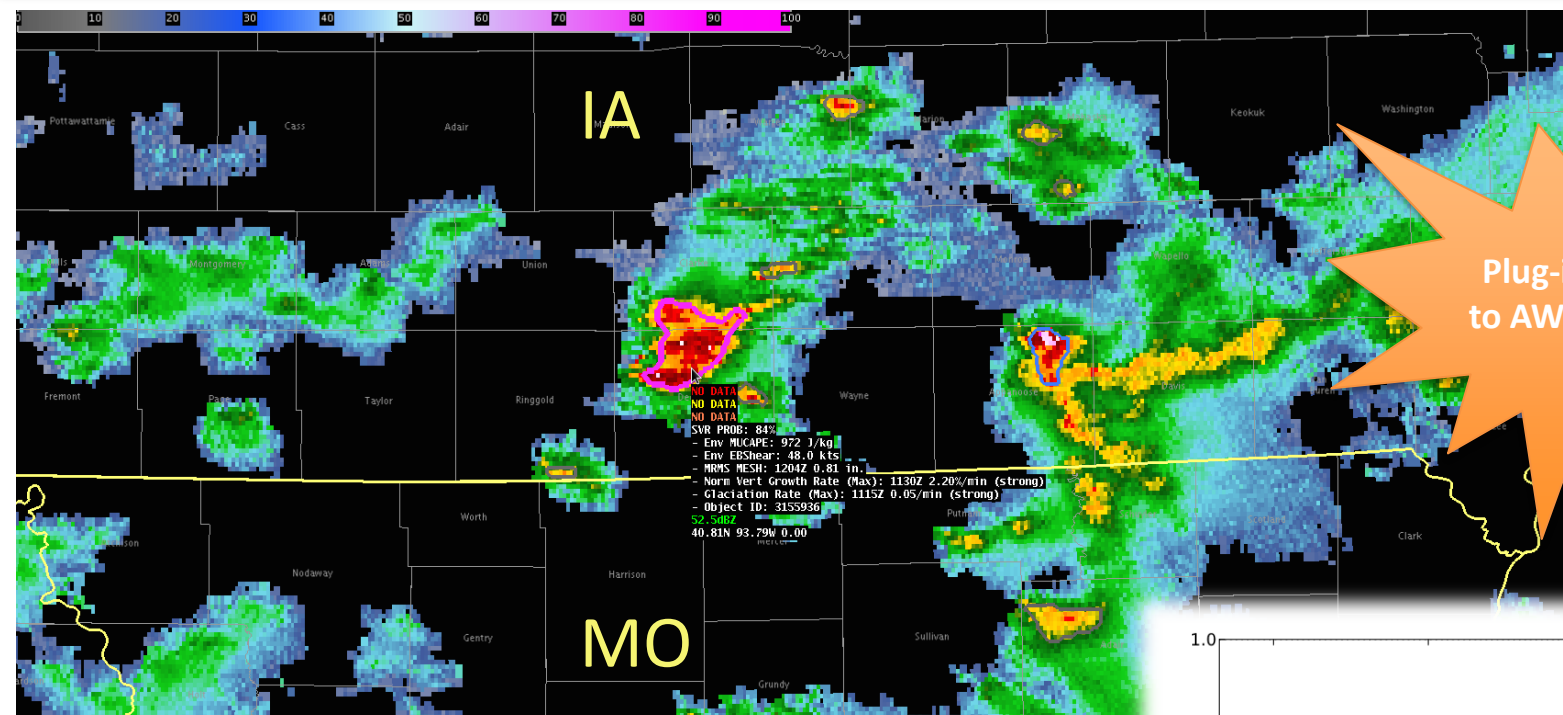 10 20 30 40 50 60 70 80 90 100
IA
Pottawattamie
Cass
Adair
Marion
Keokuk
Washington
Montgomery
Union
Wapello
Plug-
to AW
Fremont
Page
Taylor
Ringgold
Wayne
Davis
NO DATA
NO DATA
NO DATA
SVR PROB: 84%
- Env MUCAPE: 972 J/kg
- Env EBShear: 48.0 kts
- MRMS MESH: 1204Z 0.81 in.
- Norm Vert Growth Rate (Max): 1130Z 2.20%/min (strong)
- Glaciation Rate (Max): 1115Z 0.05/min (strong)
- Object ID: 3155936
52.5dBZ
40.81N 93.79W 0.00
Worth
Mercer
Clark
Nodaway
Harrison
MO
Gentry
Sullivan
Grundy
1.0